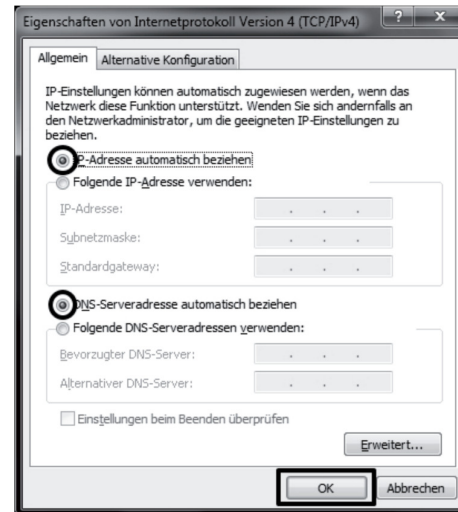 Eigenschaften von Internetprotokoll Version 4 (TCP/IPv4)
? x
Allgemein Alternative Konfiguration
IP-Einstellungen können automatisch zugewiesen werden, wenn das
Netzwerk diese Funktion unterstützt. Wenden Sie sich andernfalls an
den Netzwerkadministrator, um die geeigneten IP-Einstellungen zu
beziehen.
IP-Adresse automatisch beziehen
Folgende IP-Adresse verwenden:
IP-Adresse:
Subnetzmaske:
Standardgateway:
DNS-Serveradresse automatisch beziehen
Folgende DNS-Serveradressen verwenden:
Bevorzugter DNS-Server:
Alternativer DNS-Server:
Einstellungen beim Beenden überprüfen
Erweitert...
OK Abbrechen